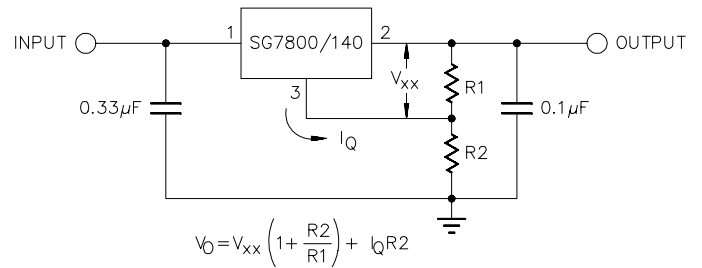 INPUT
1
SG7800/140
2
OUTPUT
3
Vxx
R1
0.33µF
0.1µF
IQ
R2
VO=Vxx(1+R2/R1)+ IQR2